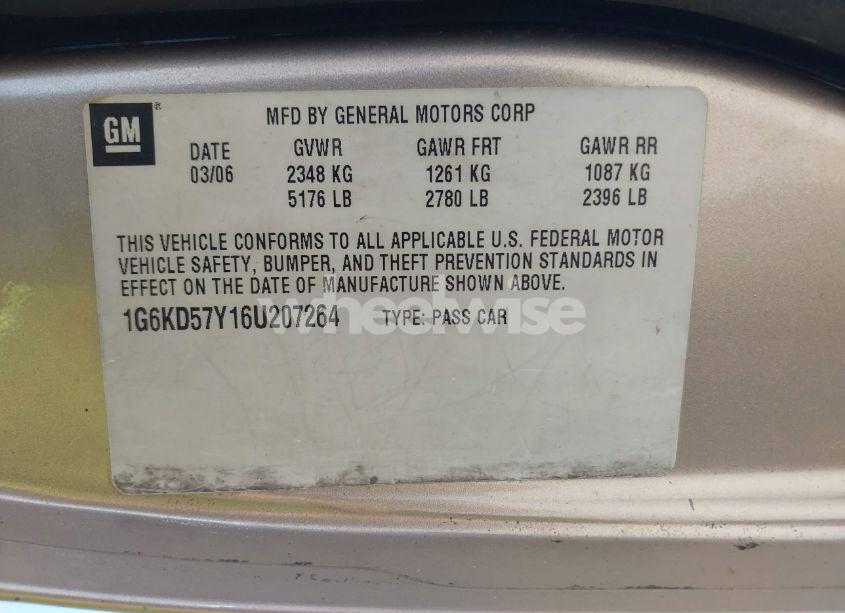 GM®
MFD BY GENERAL MOTORS CORP
DATE GVWR GAWR FRT GAWR RR
03/06 2348 KG 1261 KG 1087 KG
5176 LB 2780 LB 2396 LB
THIS VEHICLE CONFORMS TO ALL APPLICABLE U.S. FEDERAL MOTOR
VEHICLE SAFETY, BUMPER, AND THEFT PREVENTION STANDARDS IN
EFFECT ON THE DATE OF MANUFACTURE SHOWN ABOVE.
1G6KD57Y16U207264 TYPE: PASS CAR
wheelwise